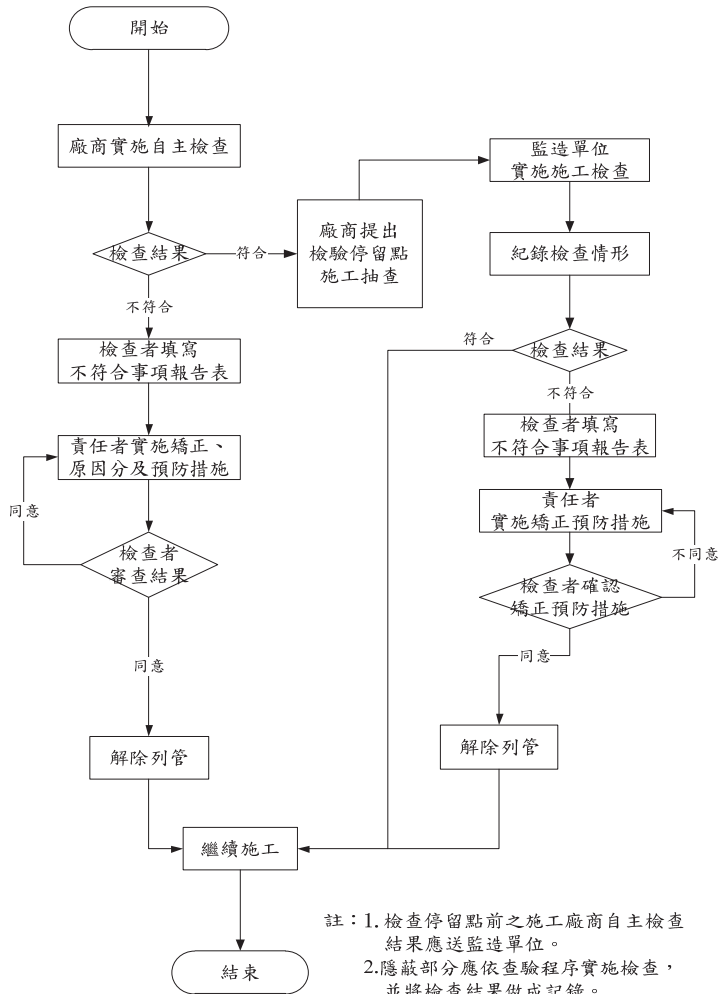 開始
廠商實施自主檢查
檢查結果
符合
不符合
廠商提出
檢驗停留點
施工抽查
檢查者填寫
不符合事項報告表
責任者實施矯正、
原因分及預防措施
同意
檢查者
審查結果
同意
解除列管
監造單位
實施施工檢查
紀錄檢查情形
檢查結果
符合
不符合
檢查者填寫
不符合事項報告表
責任者
實施矯正預防措施
不同意
檢查者確認
矯正預防措施
同意
解除列管
繼續施工
結束
註：1.檢查停留點前之施工廠商自主檢查
結果應送監造單位。
2.隱蔽部分應依查驗程序實施檢查，
並將檢查結果做成記錄。